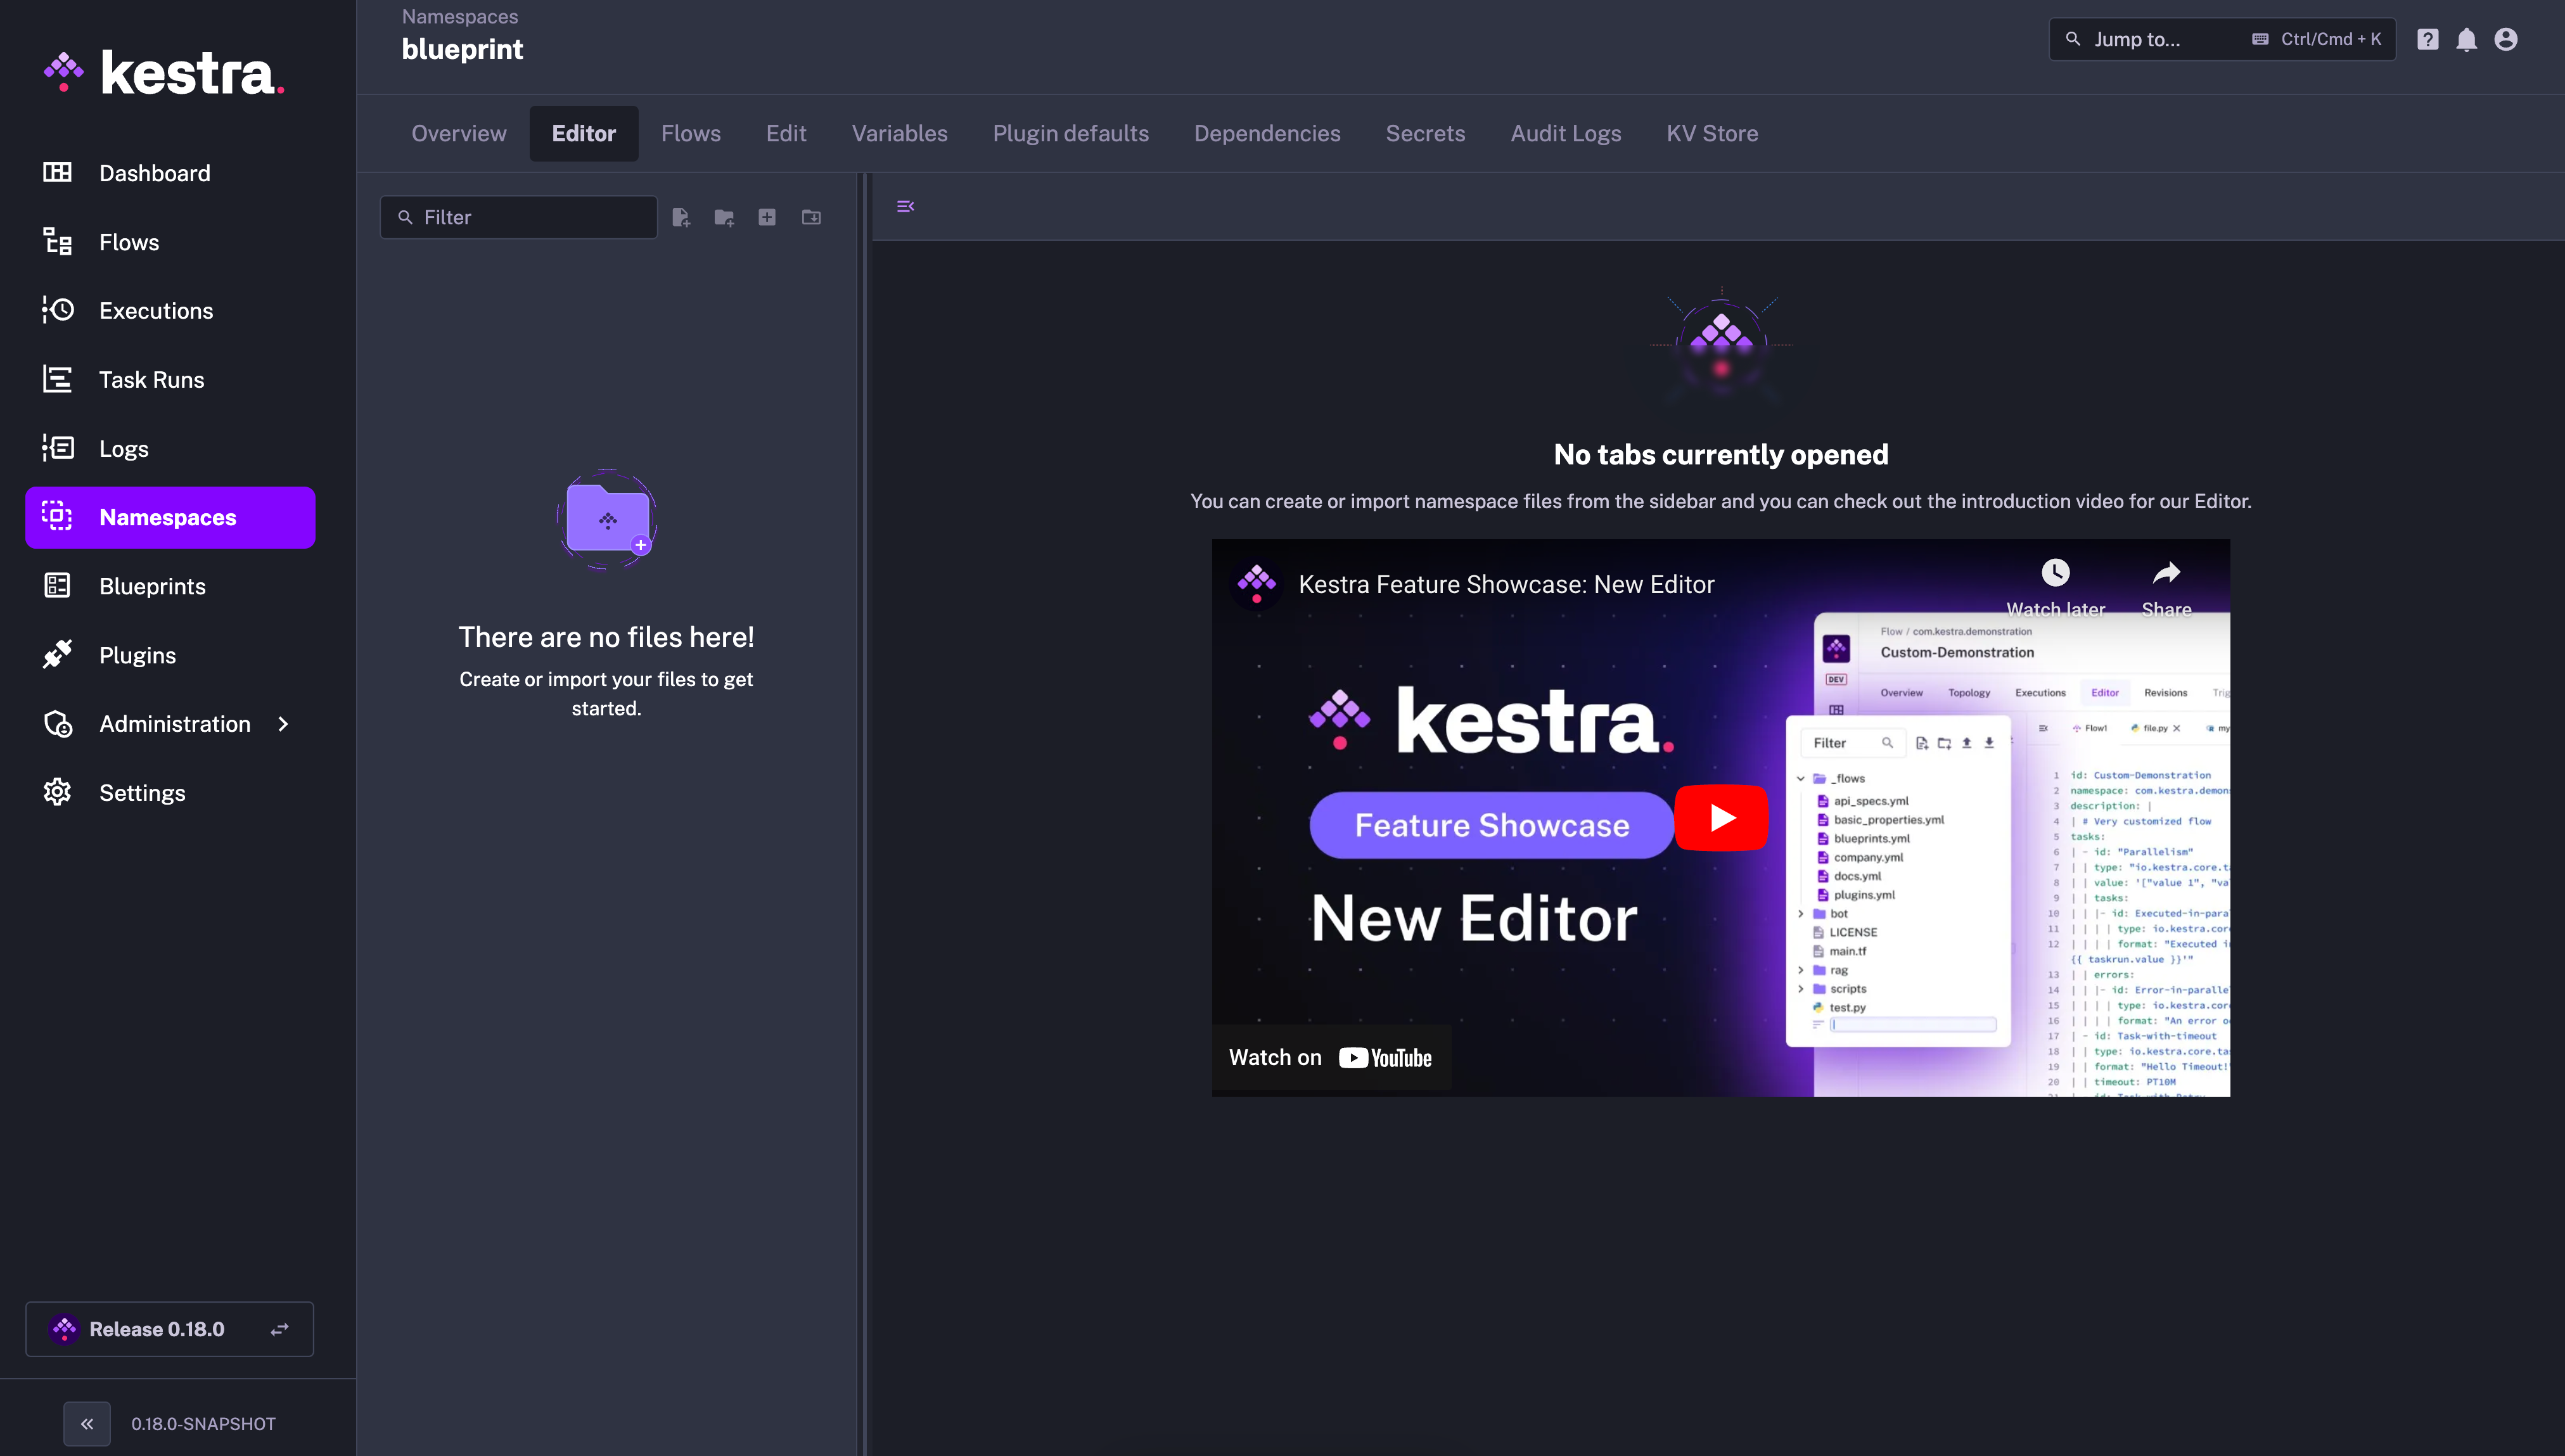 kestra.
Dashboard
Flows
Executions
Task Runs
Logs
Namespaces
Blueprints
Plugins
Administration
Settings
Release 0.18.0
0.18.0-SNAPSHOT
Namespaces
blueprint
Jump to...
Ctrl/Cmd + K
Overview
Editor
Flows
Edit
Variables
Plugin defaults
Dependencies
Secrets
Audit Logs
KV Store
Filter
There are no files here!
Create or import your files to get
started.
No tabs currently opened
You can create or import namespace files from the sidebar and you can check out the introduction video for our Editor.
Kestra Feature Showcase: New Editor
Watch later
Share
kestra.
Feature Showcase
New Editor
Watch on YouTube
Flow / com.kestra.demonstration
Custom-Demonstration
DEV
Overview
Topology
Executions
Editor
Revisions
Trig
Filter
_flows
api_specs.yml
basic_properties.yml
blueprints.yml
company.yml
docs.yml
plugins.yml
bot
LICENSE
main.tf
rag
scripts
test.py
Flow1
file.py
my
1 id: Custom-Demonstration
2 namespace: com.kestra.demons
3 description: |
4 | # Very customized flow
5 tasks:
6 | - id: "Parallelism"
7 | | type: "io.kestra.core.t
8 | | value: '["value 1", "va
9 | | tasks:
10 | | |- id: Executed-in-para
11 | | | | type: io.kestra.cor
12 | | | | format: "Executed i
{{ taskrun.value }}'"
13 | | errors:
14 | | |- id: Error-in-paralle
15 | | | | type: io.kestra.cor
16 | | | | format: "An error o
17 | - id: Task-with-timeout
18 | | type: io.kestra.core.ta
19 | | format: "Hello Timeout!
20 | | timeout: PT10M